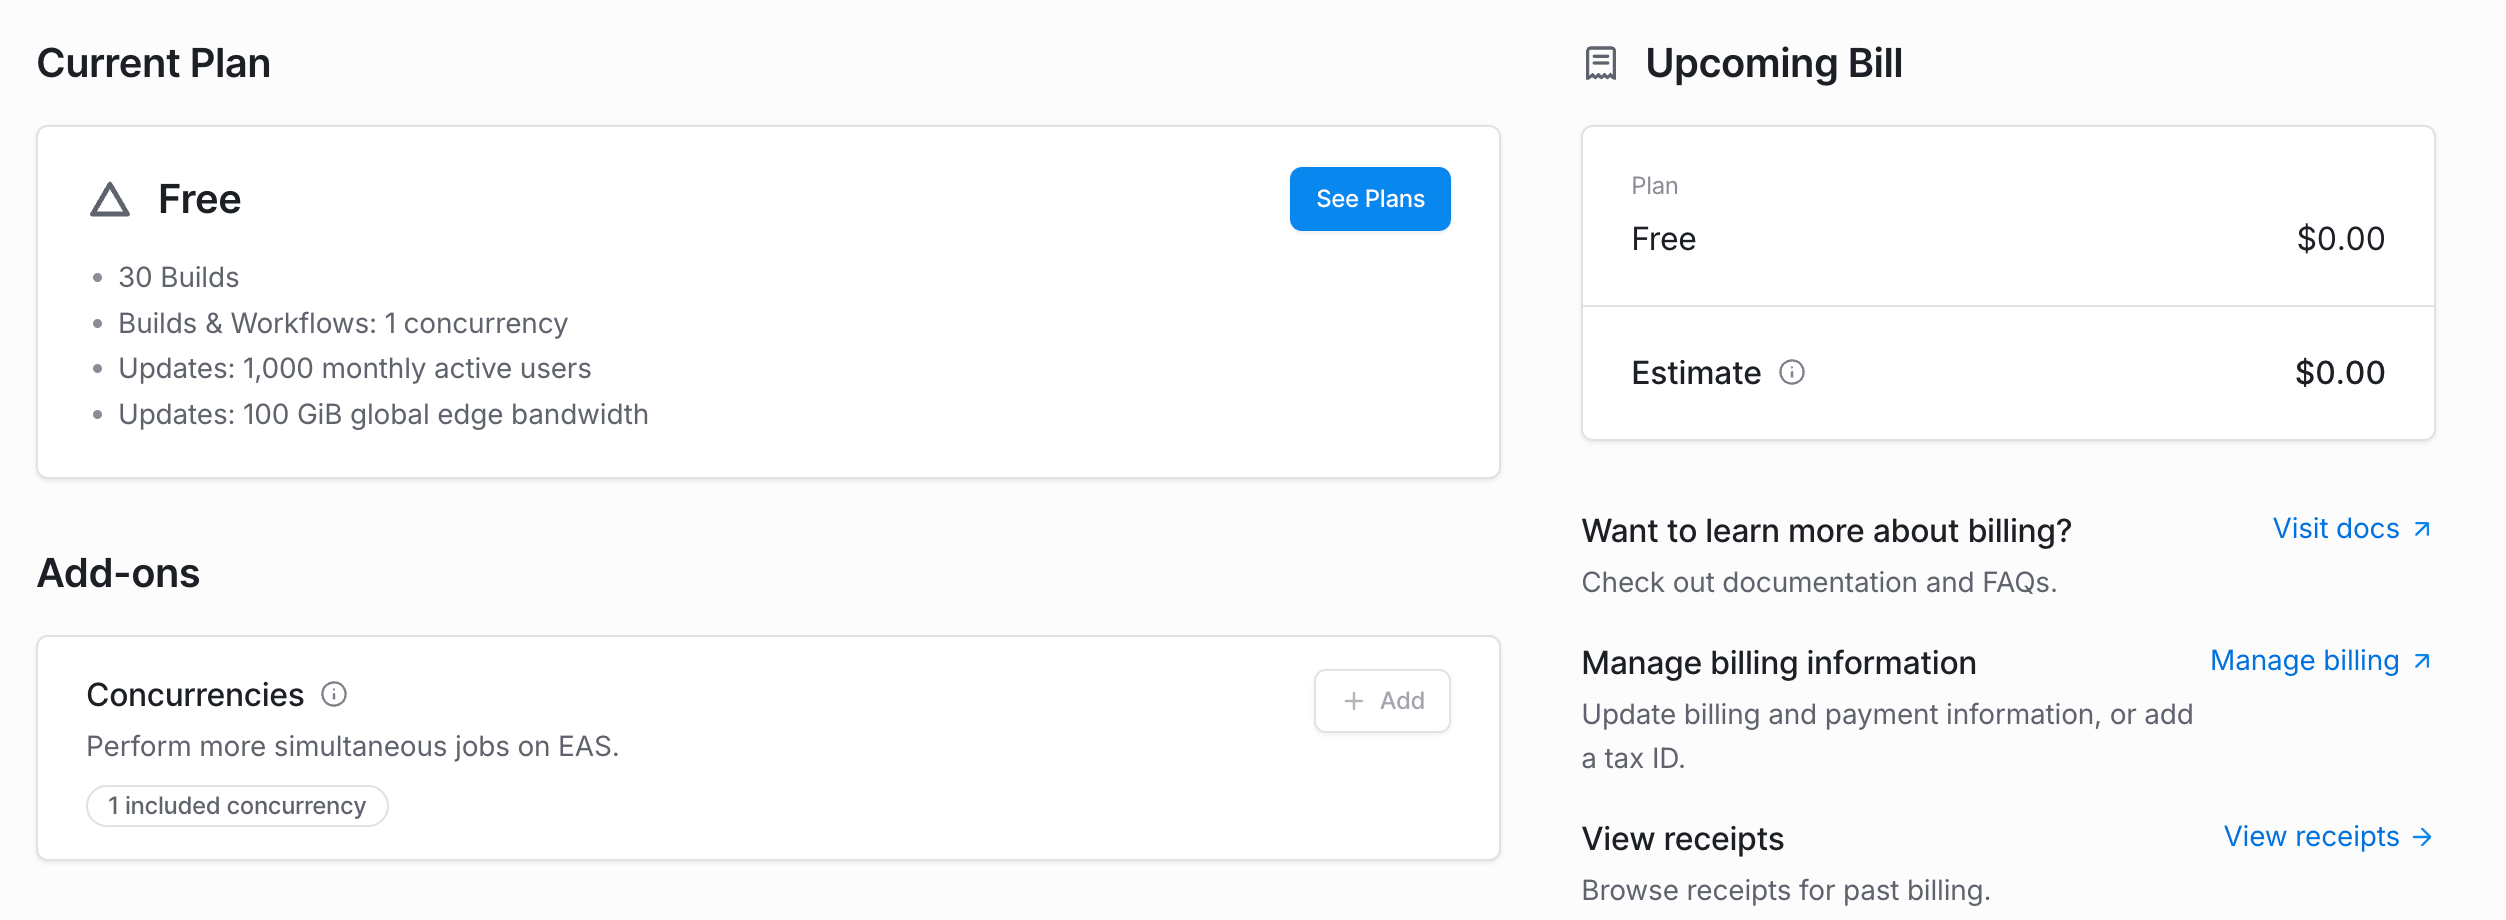 Current Plan
Free
See Plans
30 Builds
Builds & Workflows: 1 concurrency
Updates: 1,000 monthly active users
Updates: 100 GiB global edge bandwidth
Add-ons
Concurrencies
Perform more simultaneous jobs on EAS.
1 included concurrency
+ Add
Upcoming Bill
Plan
Free $0.00
Estimate $0.00
Want to learn more about billing?
Visit docs
Check out documentation and FAQs.
Manage billing information
Manage billing
Update billing and payment information, or add
a tax ID.
View receipts
View receipts
Browse receipts for past billing.